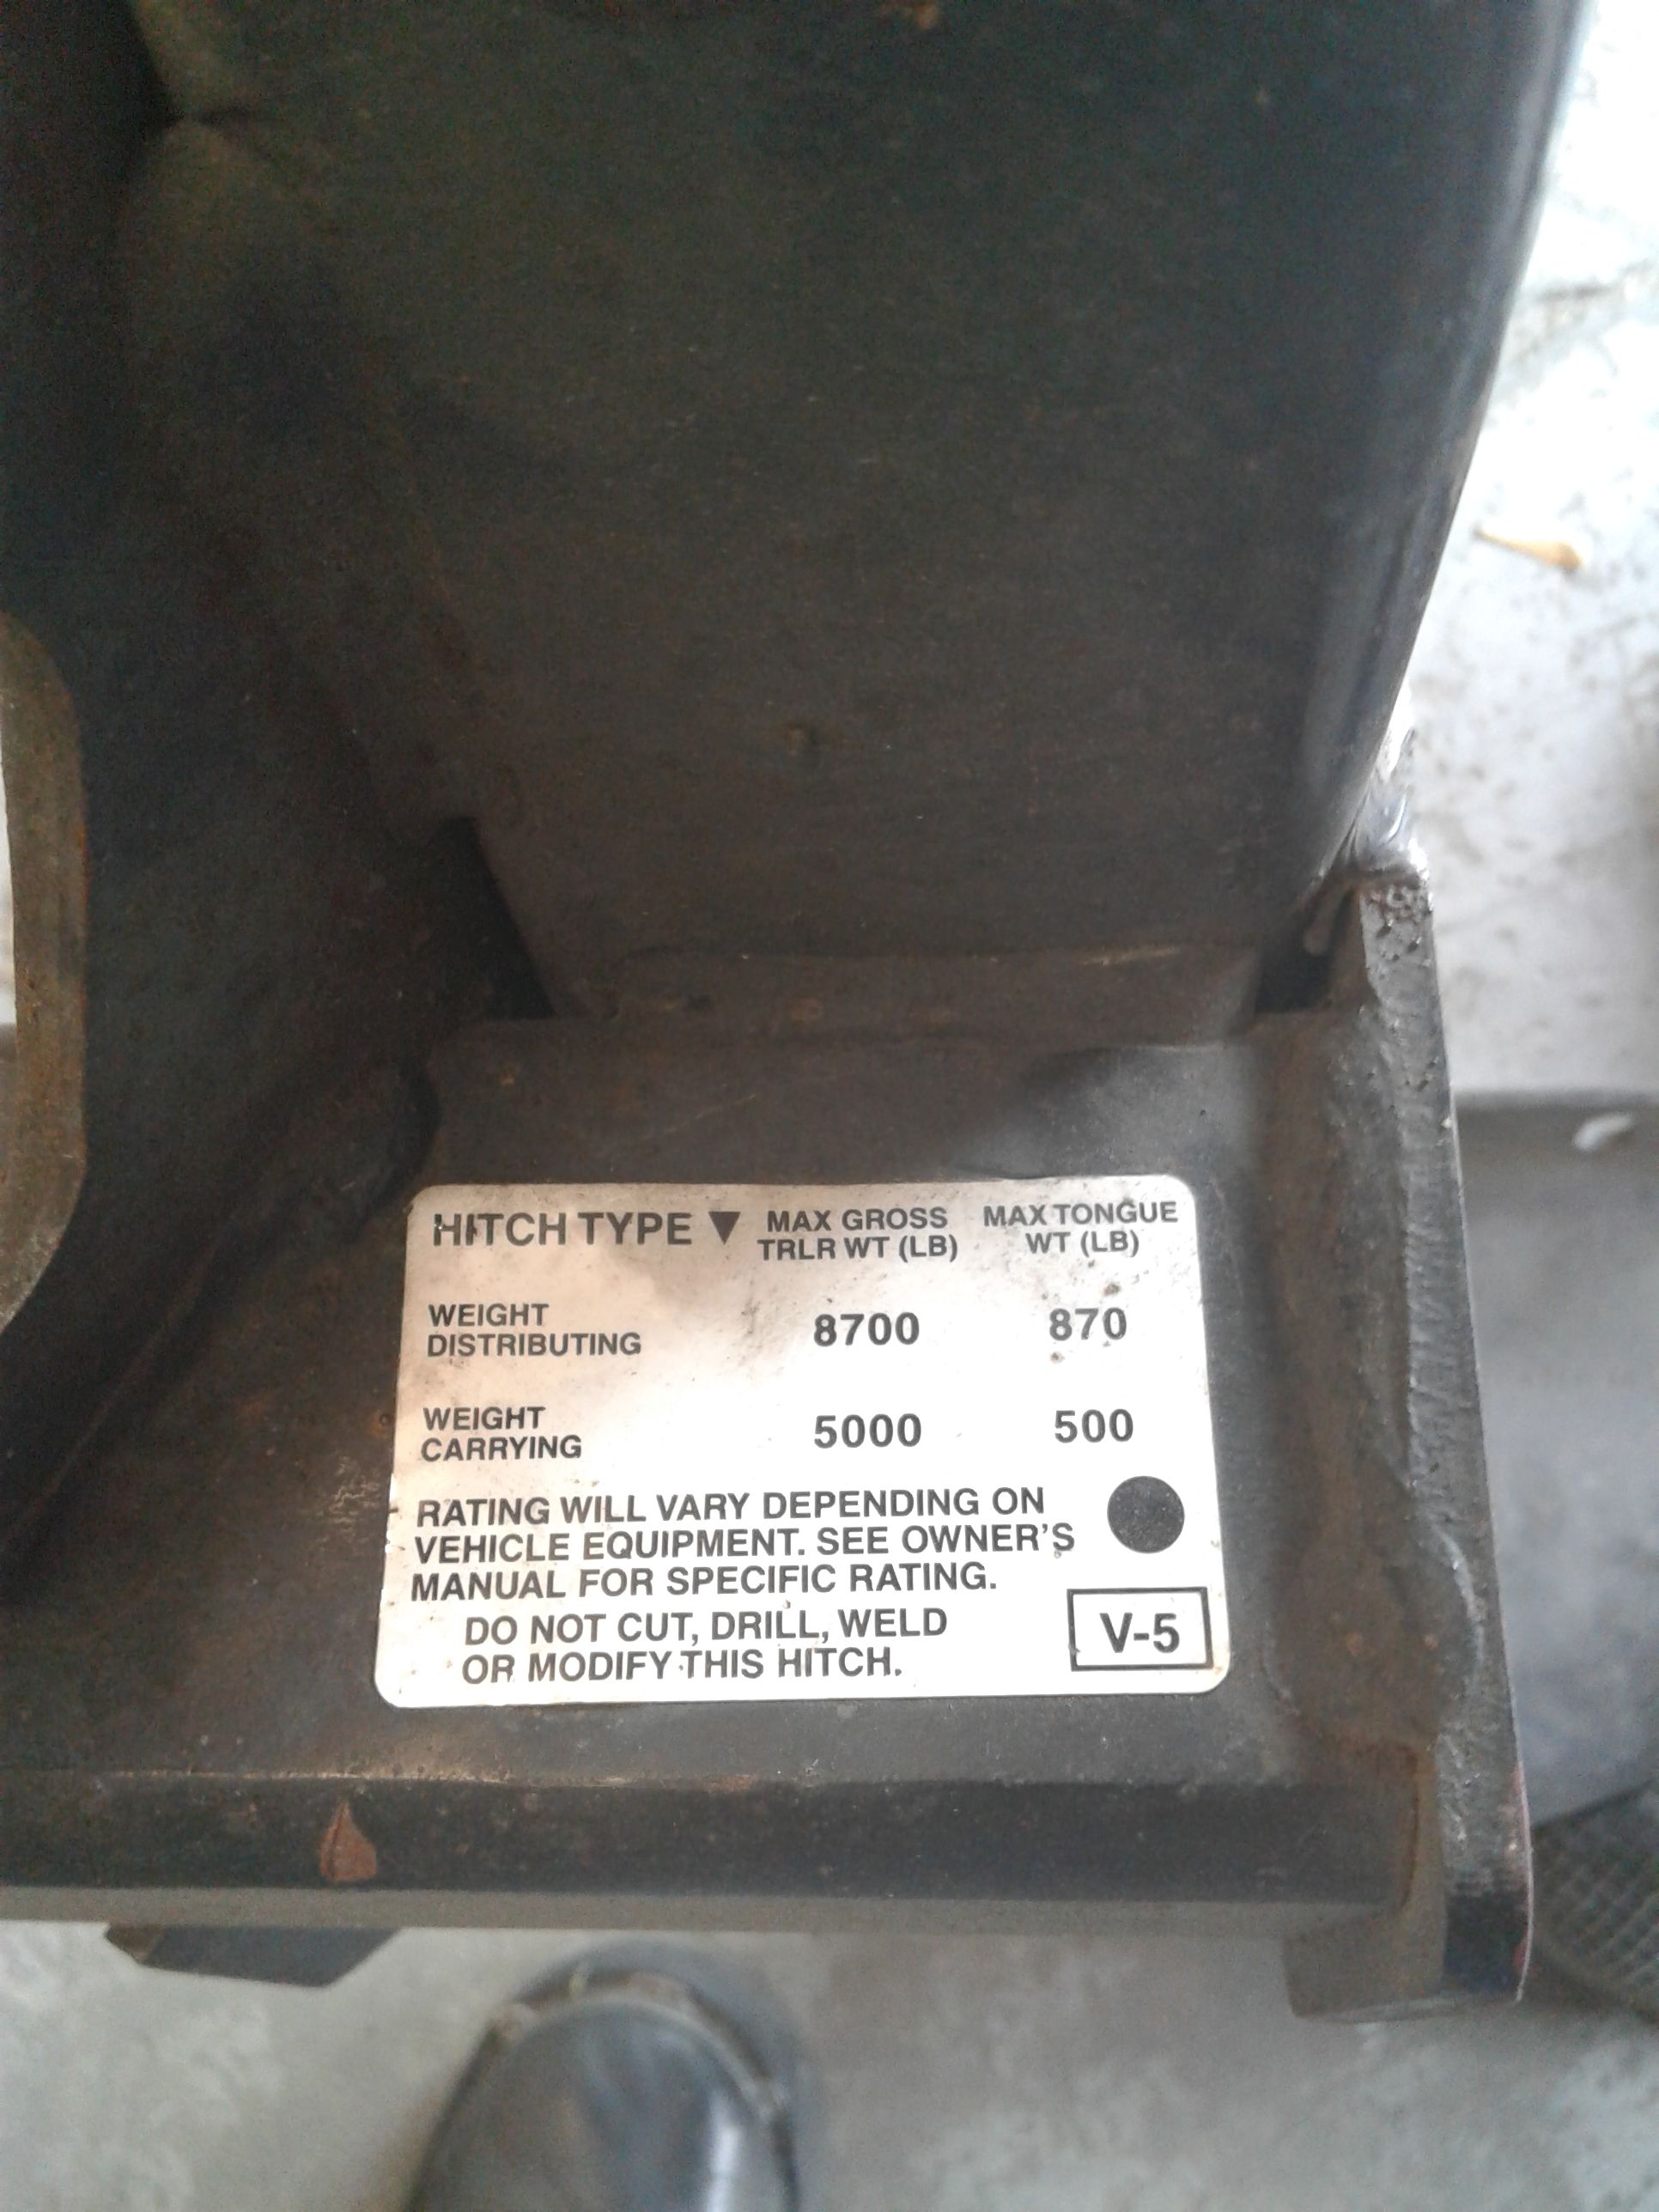 HITCH TYPE ▼ MAX GROSS TRLR WT (LB) MAX TONGUE WT (LB)
WEIGHT DISTRIBUTING 8700 870
WEIGHT CARRYING 5000 500
RATING WILL VARY DEPENDING ON
VEHICLE EQUIPMENT. SEE OWNER'S
MANUAL FOR SPECIFIC RATING.
DO NOT CUT, DRILL, WELD
OR MODIFY THIS HITCH.
V-5